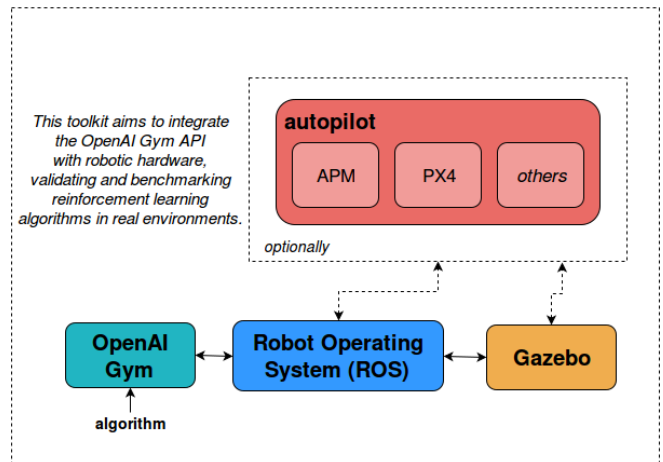 This toolkit aims to integrate
the OpenAI Gym API
with robotic hardware,
validating and benchmarking
reinforcement learning
algorithms in real environments.
autopilot
APM
PX4
others
optionally
OpenAI
Gym
Robot Operating
System (ROS)
Gazebo
algorithm